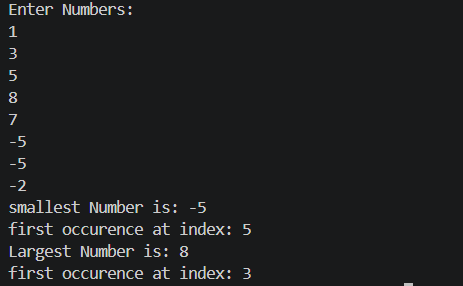 Enter Numbers:
1
3
5
8
7
-5
-5
-2
smallest Number is: -5
first occurence at index: 5
Largest Number is: 8
first occurence at index: 3